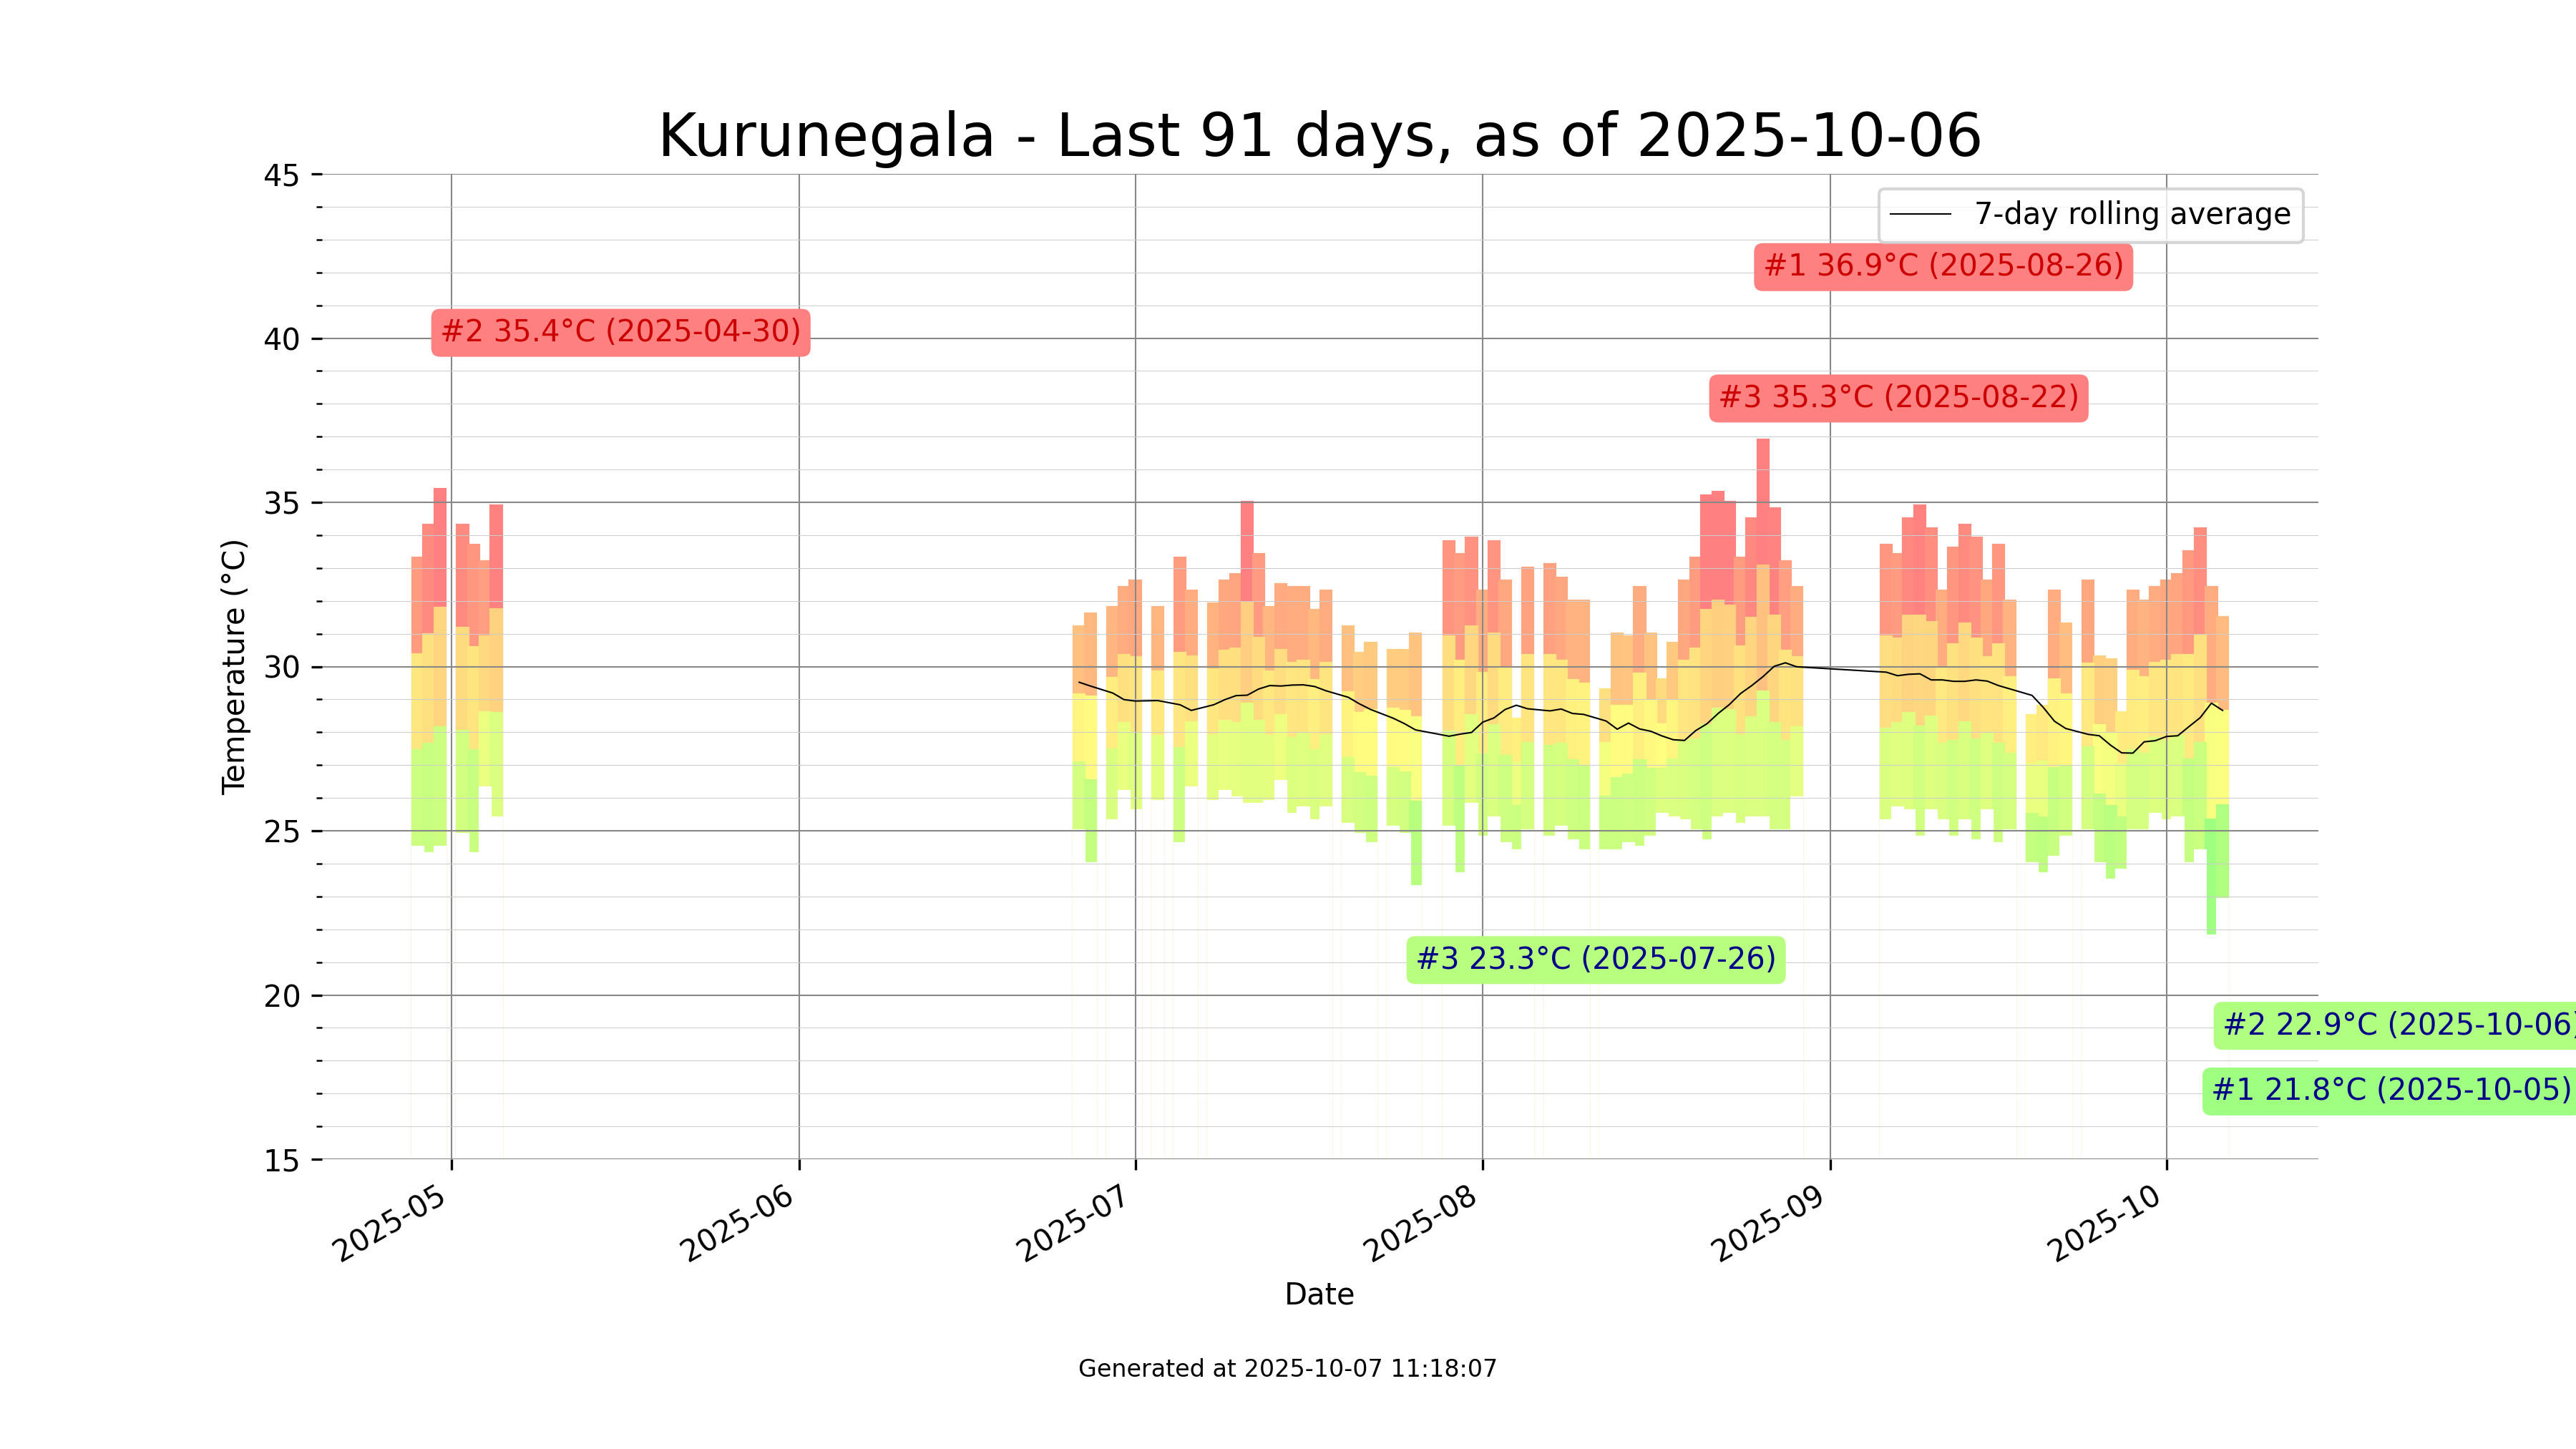 Kurunegala - Last 91 days, as of 2025-10-06
45
7-day rolling average
#1 36.9°C (2025-08-26)
#2 35.4°C (2025-04-30)
40
#3 35.3°C (2025-08-22)
35
30
Temperature (°C)
25
#3 23.3°C (2025-07-26)
20
#2 22.9°C (2025-10-06)
#1 21.8°C (2025-10-05)
15
2025-05
2025-06
2025-07
2025-08
2025-09
2025-10
Date
Generated at 2025-10-07 11:18:07